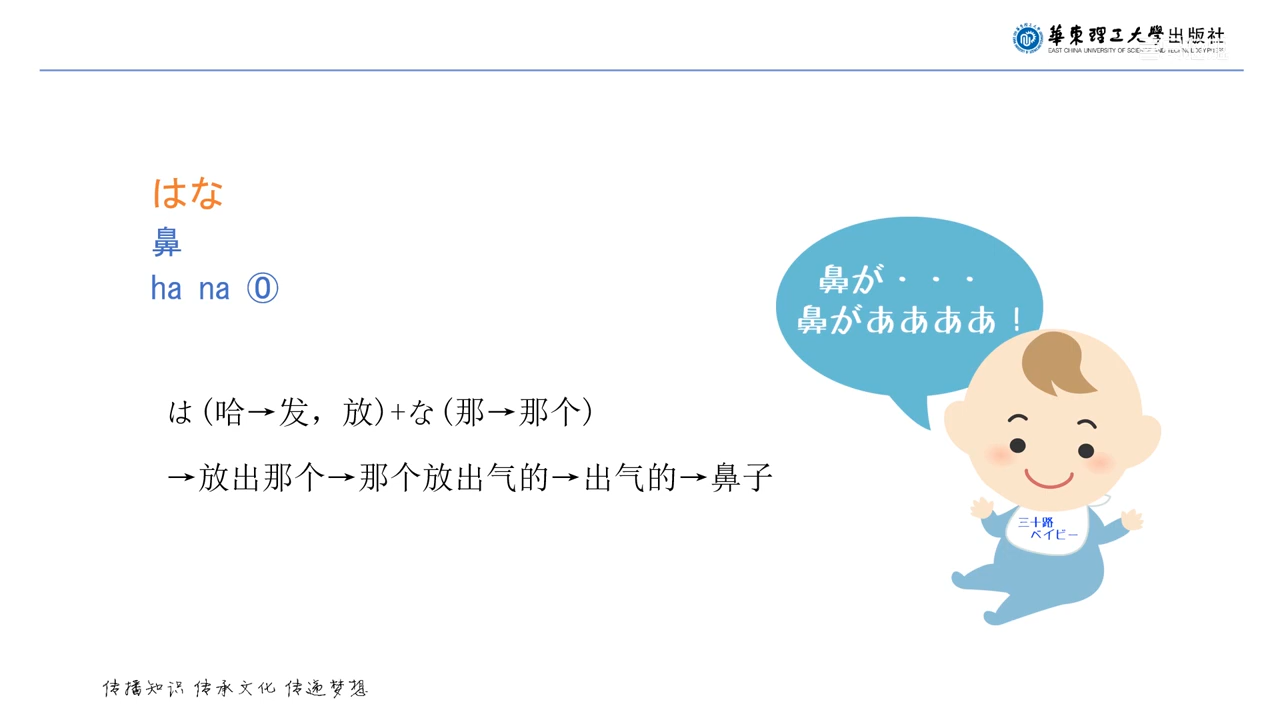 華東理工大學出版社
はな
鼻
ha na ⓪
鼻が・・・
鼻がああああ！
は(哈→发，放)+な(那→那个)
→放出那个→那个放出气的→出气的→鼻子
三十路
ベイビー
传播知识 传承文化 传递梦想